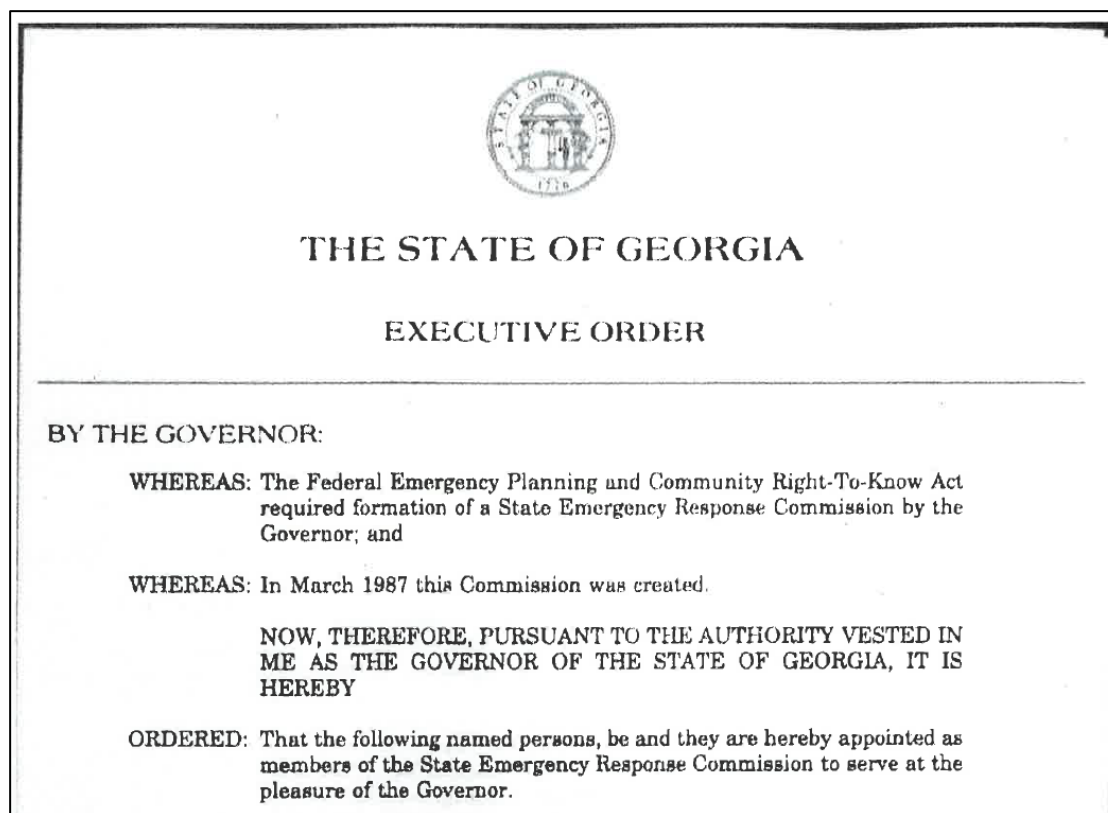 STATE OF GEORGIA
1776
THE STATE OF GEORGIA
EXECUTIVE ORDER
BY THE GOVERNOR:
WHEREAS: The Federal Emergency Planning and Community Right-To-Know Act
required formation of a State Emergency Response Commission by the
Governor; and
WHEREAS: In March 1987 this Commission was created.
NOW, THEREFORE, PURSUANT TO THE AUTHORITY VESTED IN
ME AS THE GOVERNOR OF THE STATE OF GEORGIA, IT IS
HEREBY
ORDERED: That the following named persons, be and they are hereby appointed as
members of the State Emergency Response Commission to serve at the
pleasure of the Governor.